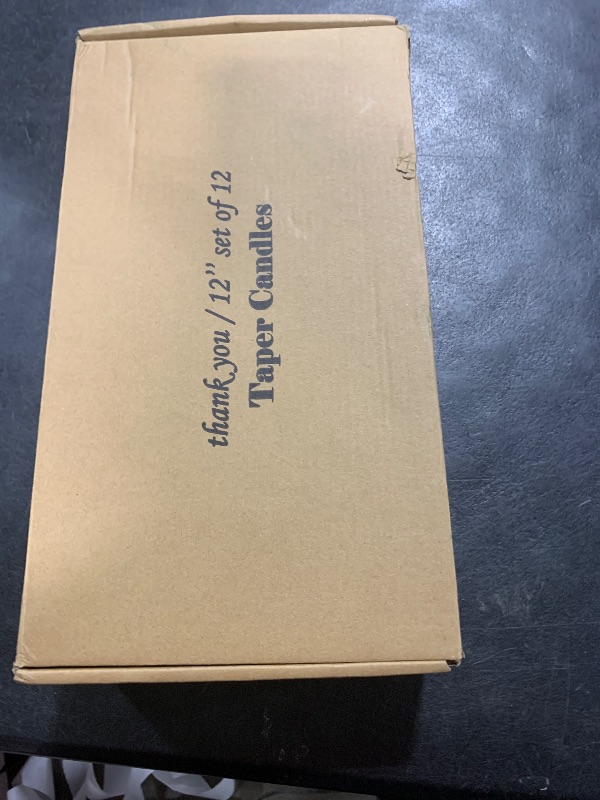 thank you / 12” set of 12
Taper Candles